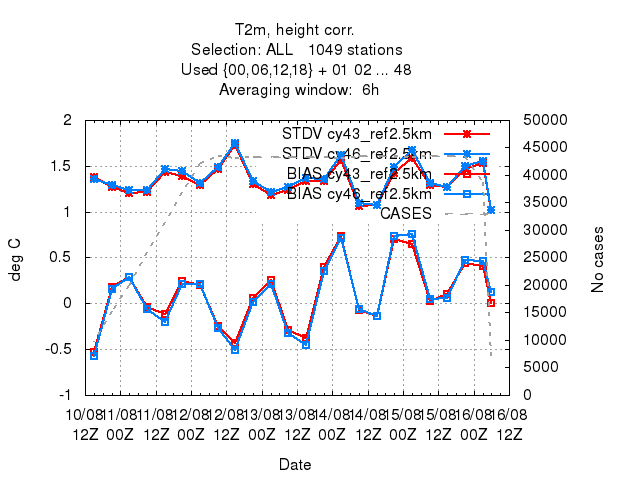 T2m, height corr.
Selection: ALL   1049 stations
Used {00,06,12,18} + 01 02 ... 48
Averaging window:  6h
STDV cy43_ref2.5km
STDV cy46_ref2.5km
BIAS cy43_ref2.5km
BIAS cy46_ref2.5km
CASES
2
1.5
1
0.5
0
-0.5
-1
deg C
50000
45000
40000
35000
30000
25000
20000
15000
10000
5000
0
No cases
10/08 11/08 11/08 12/08 12/08 13/08 13/08 14/08 14/08 15/08 15/08 16/08 16/08
12Z 00Z 12Z 00Z 12Z 00Z 12Z 00Z 12Z 00Z 12Z 00Z 12Z
Date